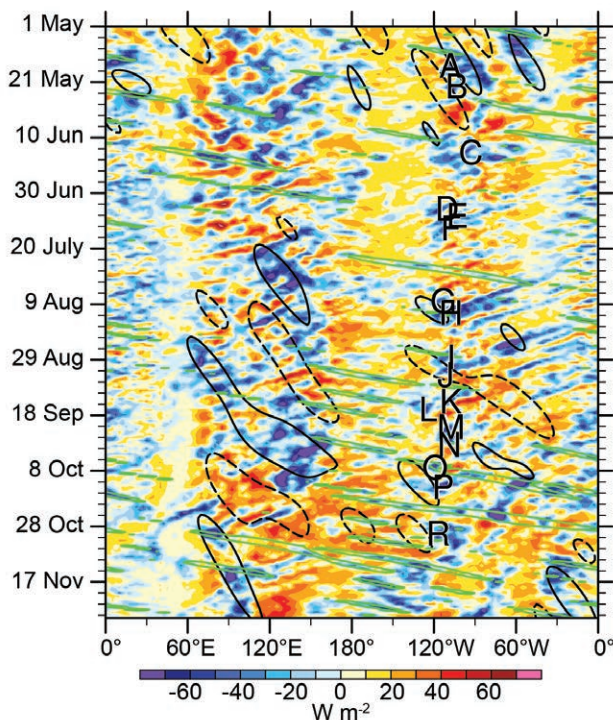 1 May
21 May
10 Jun
30 Jun
20 July
9 Aug
29 Aug
18 Sep
8 Oct
28 Oct
17 Nov
A
B
C
D
E
F
G
H
I
J
K
L
M
N
O
P
R
0°
60°E
120°E
180°
120°W
60°W
0°
-60
-40
-20
0
20
40
60
W m-2